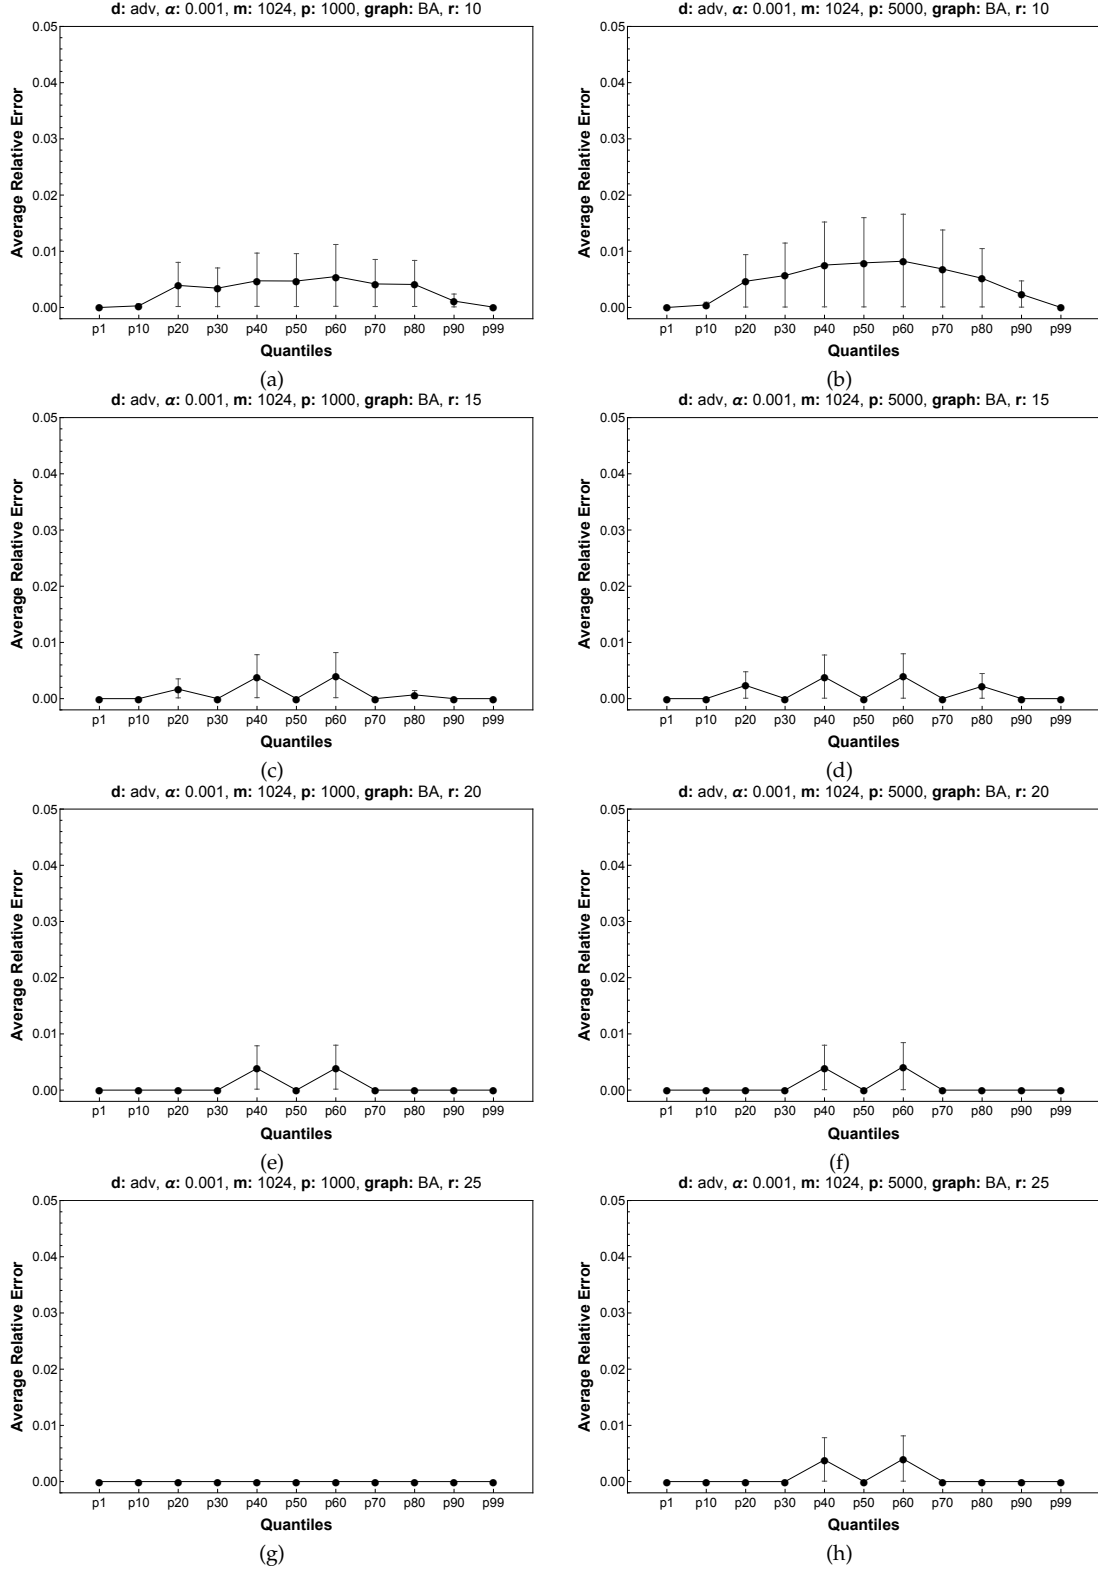 d: adv, α: 0.001, m: 1024, p: 1000, graph: BA, r: 10
0.05
0.04
0.03
0.02
0.01
0.00
Average Relative Error
p1 p10 p20 p30 p40 p50 p60 p70 p80 p90 p99
Quantiles
(a)
d: adv, α: 0.001, m: 1024, p: 5000, graph: BA, r: 10
0.05
0.04
0.03
0.02
0.01
0.00
Average Relative Error
p1 p10 p20 p30 p40 p50 p60 p70 p80 p90 p99
Quantiles
(b)
d: adv, α: 0.001, m: 1024, p: 1000, graph: BA, r: 15
0.05
0.04
0.03
0.02
0.01
0.00
Average Relative Error
p1 p10 p20 p30 p40 p50 p60 p70 p80 p90 p99
Quantiles
(c)
d: adv, α: 0.001, m: 1024, p: 5000, graph: BA, r: 15
0.05
0.04
0.03
0.02
0.01
0.00
Average Relative Error
p1 p10 p20 p30 p40 p50 p60 p70 p80 p90 p99
Quantiles
(d)
d: adv, α: 0.001, m: 1024, p: 1000, graph: BA, r: 20
0.05
0.04
0.03
0.02
0.01
0.00
Average Relative Error
p1 p10 p20 p30 p40 p50 p60 p70 p80 p90 p99
Quantiles
(e)
d: adv, α: 0.001, m: 1024, p: 5000, graph: BA, r: 20
0.05
0.04
0.03
0.02
0.01
0.00
Average Relative Error
p1 p10 p20 p30 p40 p50 p60 p70 p80 p90 p99
Quantiles
(f)
d: adv, α: 0.001, m: 1024, p: 1000, graph: BA, r: 25
0.05
0.04
0.03
0.02
0.01
0.00
Average Relative Error
p1 p10 p20 p30 p40 p50 p60 p70 p80 p90 p99
Quantiles
(g)
d: adv, α: 0.001, m: 1024, p: 5000, graph: BA, r: 25
0.05
0.04
0.03
0.02
0.01
0.00
Average Relative Error
p1 p10 p20 p30 p40 p50 p60 p70 p80 p90 p99
Quantiles
(h)